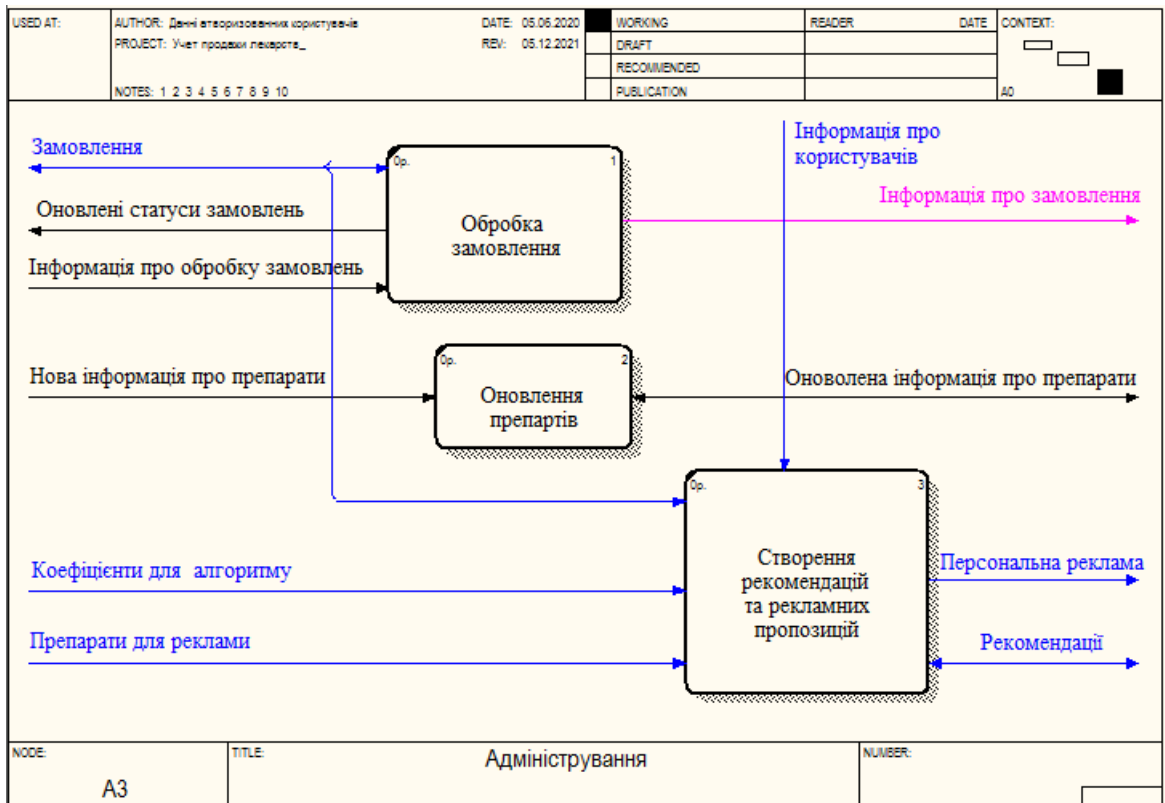 USED AT:
AUTHOR: Данні втворизованних користувачів
DATE: 05.06.2020
WORKING
READER
DATE
CONTEXT:
PROJECT: Учет продажи лекарств_
REV: 05.12.2021
DRAFT
RECOMMENDED
NOTES: 1 2 3 4 5 6 7 8 9 10
PUBLICATION
A0
Замовлення
Оновлені статуси замовлень
Інформація про обробку замовлень
0р.
1
Обробка
замовлення
Інформація про
користувачів
Інформація про замовлення
Нова інформація про препарати
0р.
2
Оновлення
препартів
Оноволена інформація про препарати
0р.
3
Створення
рекомендацій
та рекламних
пропозицій
Коефіцієнти для алгоритму
Препарати для реклами
Персональна реклама
Рекомендації
NODE:
A3
TITLE:
Адміністрування
NUMBER: